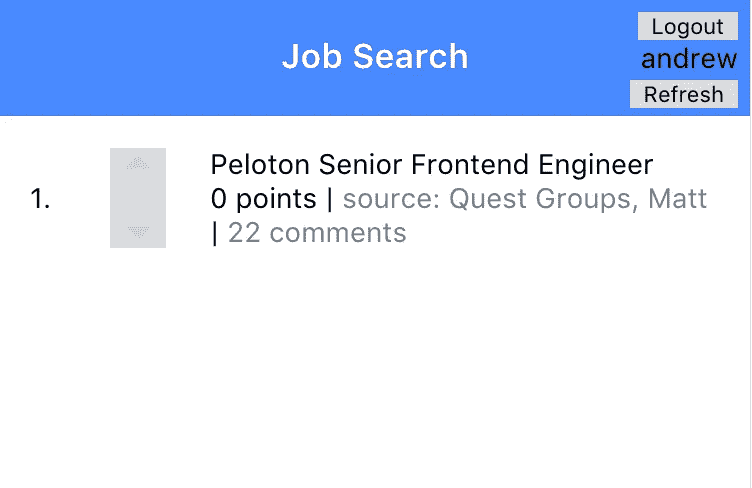 Logout
Job Search
andrew
Refresh
Peloton Senior Frontend Engineer
1. 0 points | source: Quest Groups, Matt
| 22 comments